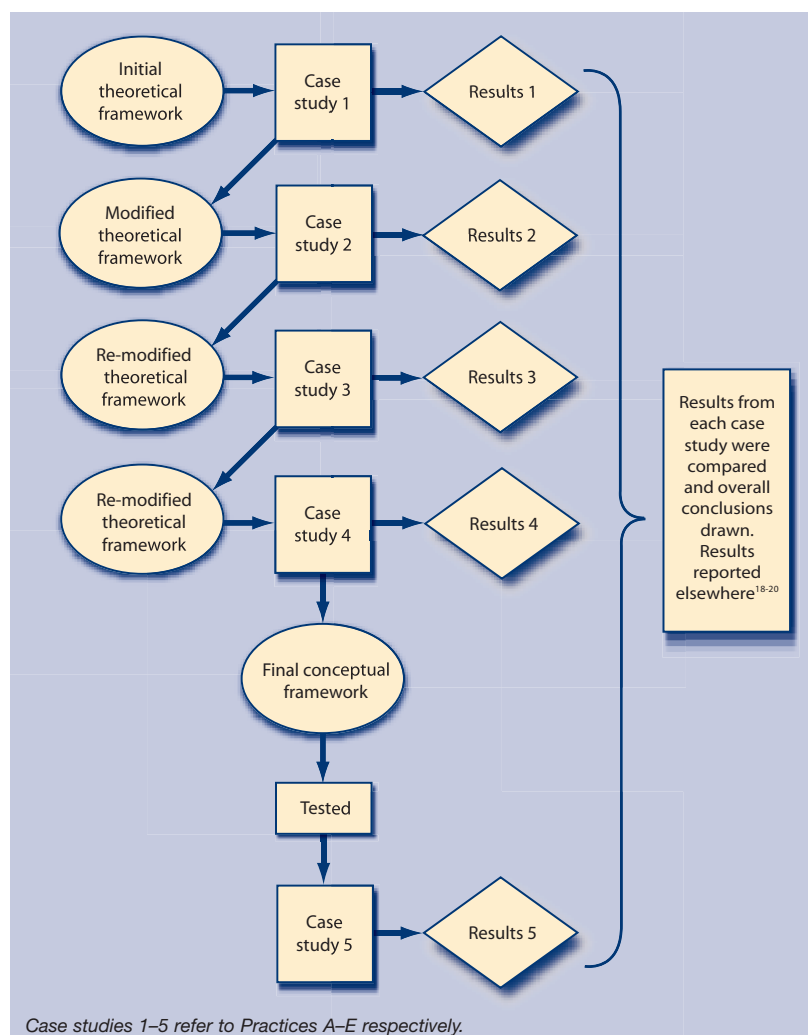 Initial
theoretical
framework
Case
study 1
Results 1
Modified
theoretical
framework
Case
study 2
Results 2
Re-modified
theoretical
framework
Case
study 3
Results 3
Re-modified
theoretical
framework
Case
study 4
Results 4
Final conceptual
framework
Tested
Case
study 5
Results 5
Results from
each case
study were
compared
and overall
conclusions
drawn.
Results
reported
elsewhere18-20
Case studies 1–5 refer to Practices A–E respectively.